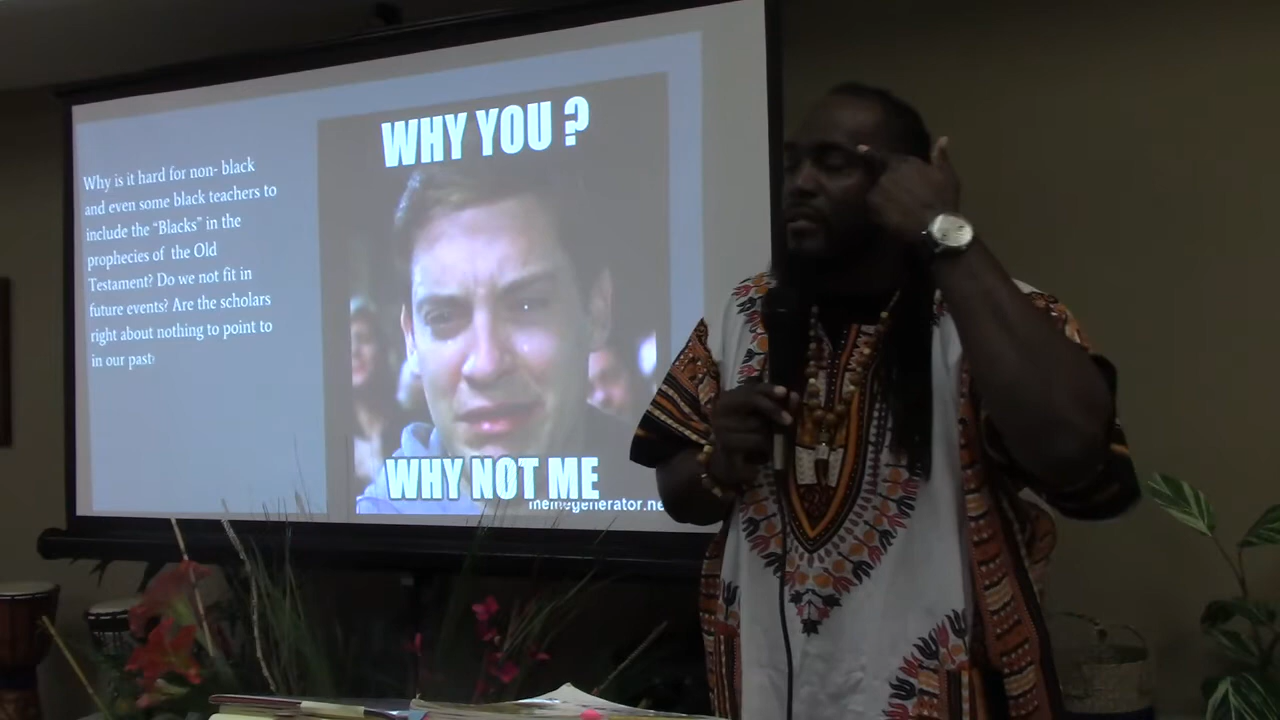 Why is it hard for non- black
and even some black teachers to
include the “Blacks” in the
prophecies of the Old
Testament? Do we not fit in
future events? Are the scholars
right about nothing to point to
in our past
WHY YOU ?
WHY NOT ME
memegenerator.ne